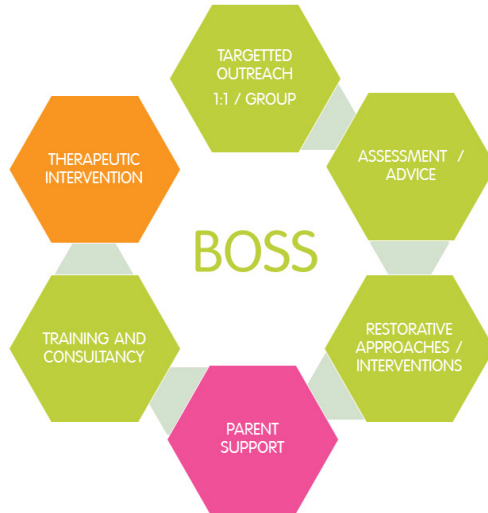 TARGETTED
OUTREACH
1:1 / GROUP
ASSESSMENT /
ADVICE
RESTORATIVE
APPROACHES /
INTERVENTIONS
PARENT
SUPPORT
TRAINING AND
CONSULTANCY
THERAPEUTIC
INTERVENTION
BOSS